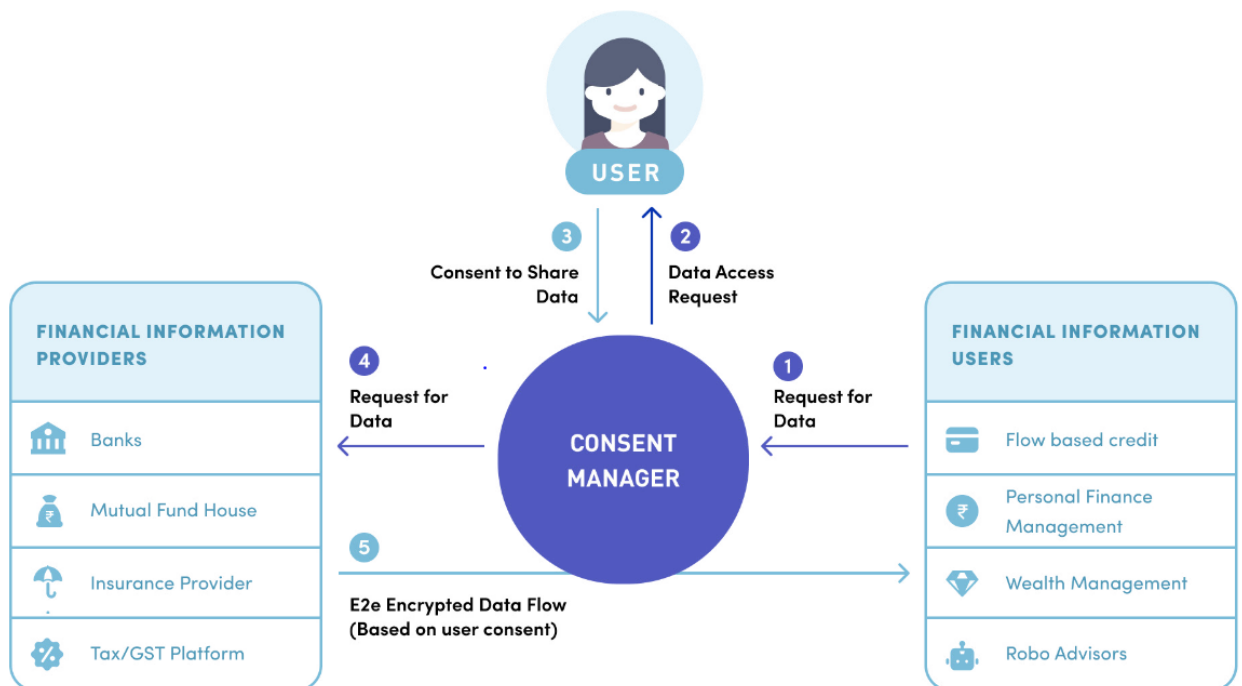 USER
3
Consent to Share
Data
2
Data Access
Request
FINANCIAL INFORMATION
PROVIDERS
Banks
Mutual Fund House
₹
Insurance Provider
Tax/GST Platform
%
4
Request for
Data
CONSENT
MANAGER
1
Request for
Data
5
E2e Encrypted Data Flow
(Based on user consent)
FINANCIAL INFORMATION
USERS
Flow based credit
₹
Personal Finance
Management
Wealth Management
Robo Advisors